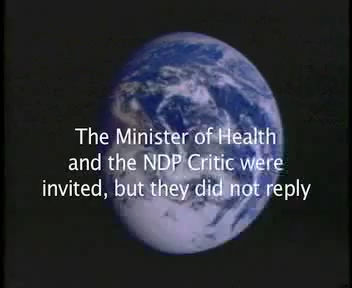 The Minister of Health
and the NDP Critic were
invited, but they did not reply